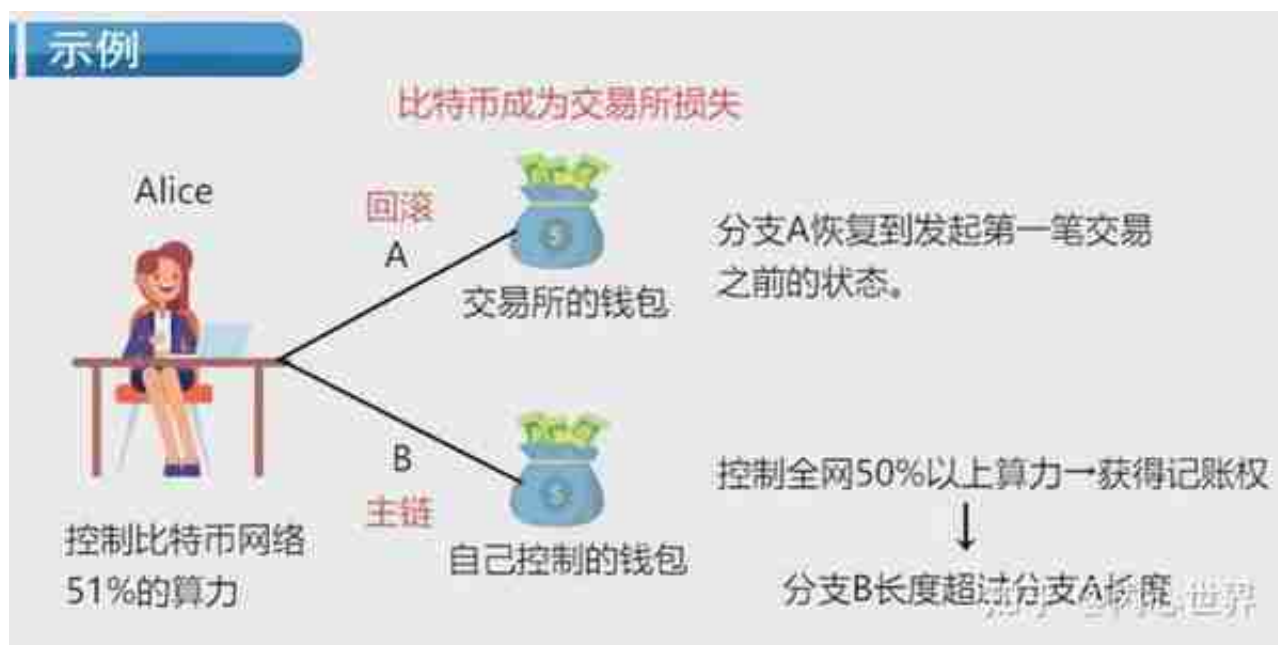 示例
比特币成为交易所损失
Alice
回滚
A
交易所的钱包
分支A恢复到发起第一笔交易
之前的状态。
B
主链
自己控制的钱包
控制比特币网络
51%的算力
控制全网50%以上算力→获得记账权
↓
分支B长度超过分支A长度